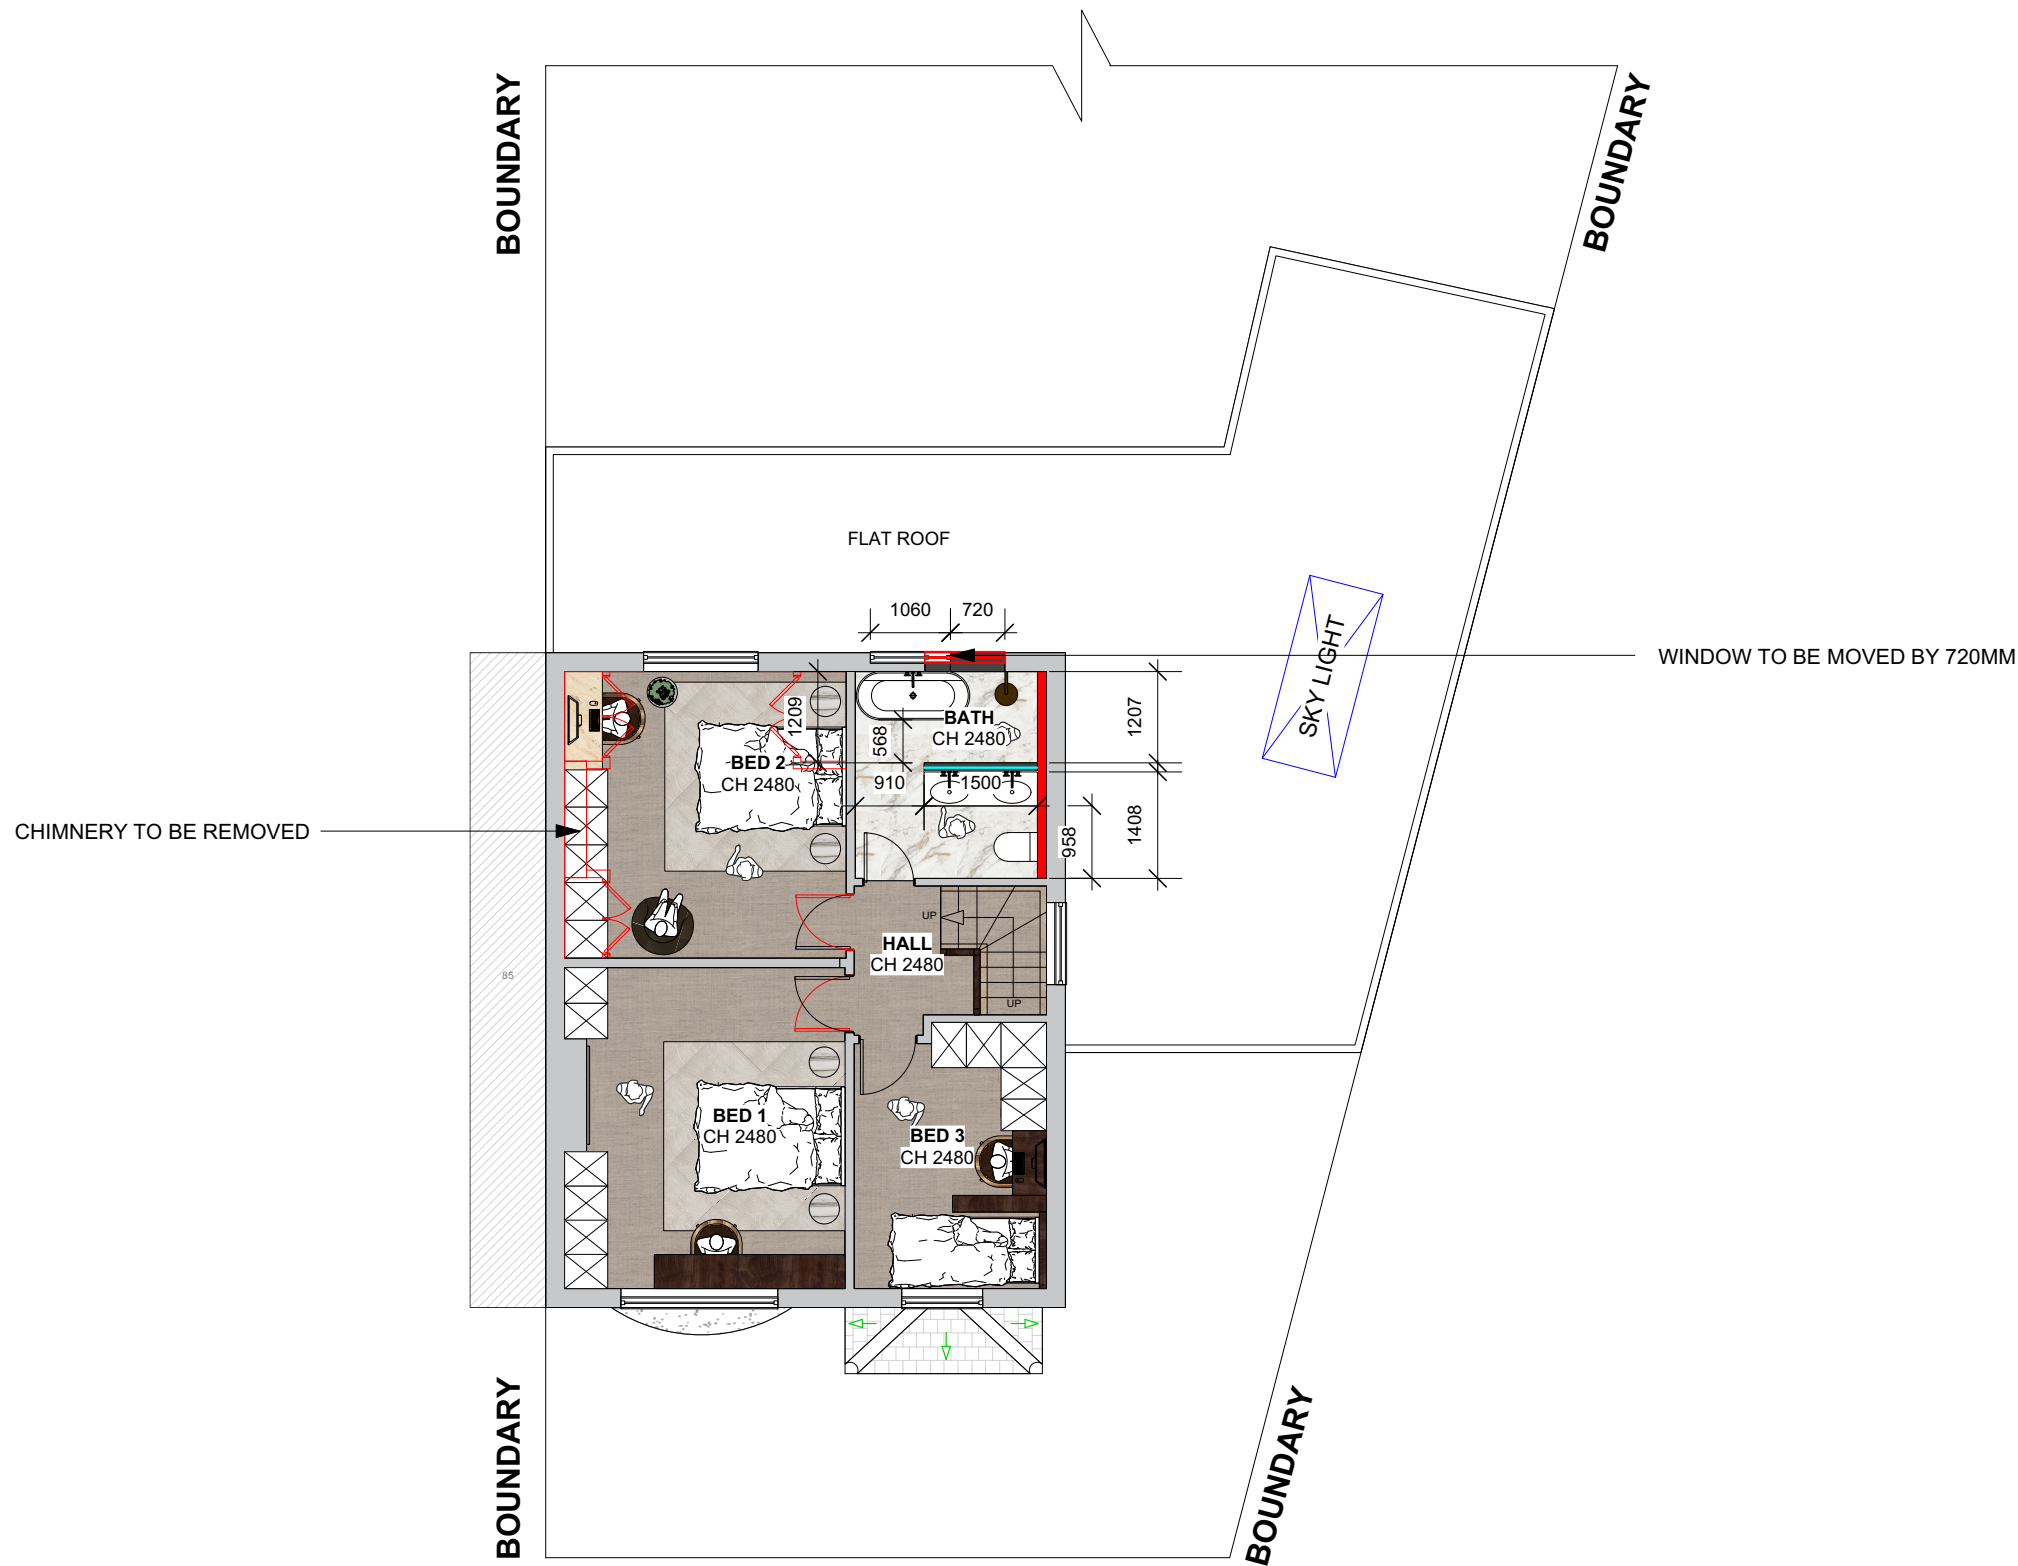 BOUNDARY
BOUNDARY
FLAT ROOF
1060
720
SKY LIGHT
WINDOW TO BE MOVED BY 720MM
1209
BATH
CH 2480
568
1207
BED 2
CH 2480
910
1500
958
1408
CHIMNERY TO BE REMOVED
UP
HALL
CH 2480
85
UP
BED 1
CH 2480
BED 3
CH 2480
BOUNDARY
BOUNDARY